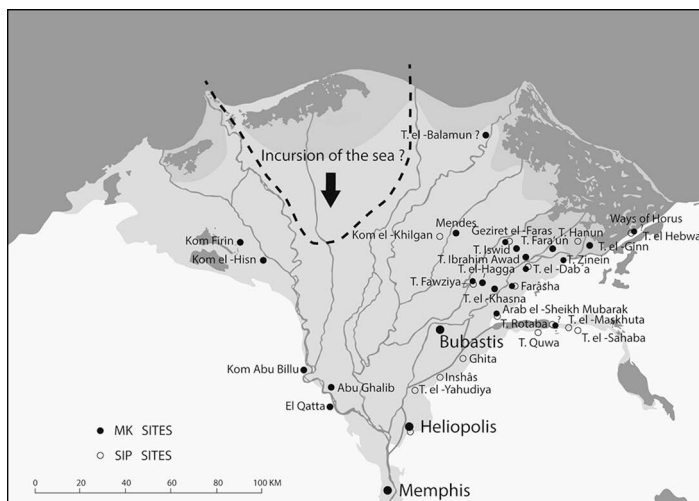 T. el -Balamun ?
Incursion of the sea ?
Ways of Horus
Mendes
Geziret el -Faras
T. Hanun
Kom el -Khilgan
T. Fara'un
T. el Hebwa
Kom Firin
T. Iswid
T. el -Ginn
T. Ibrahim Awad
Kom el -Hisn
T. Zinein
T. el -Hagga
T. el -Dab'a
T. Fawziya
Farâsha
T. el -Khasna
Arab el -Sheikh Mubarak
?
T. el -Maskhuta
T. Rotaba
Bubastis
T. Quwa
T. el -Sahaba
Ghita
Kom Abu Billu
Inshâs
Abu Ghalib
T. el -Yahudiya
El Qatta
MK SITES
Heliopolis
SIP SITES
0 20 40 60 80 100 KM
Memphis